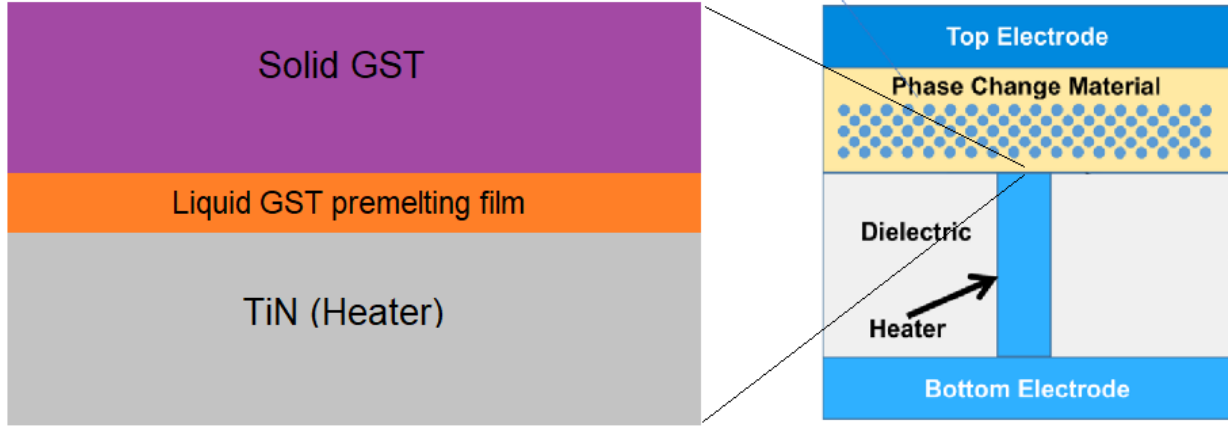 Solid GST
Liquid GST premelting film
TiN (Heater)
Top Electrode
Phase Change Material
Dielectric
Heater
Bottom Electrode